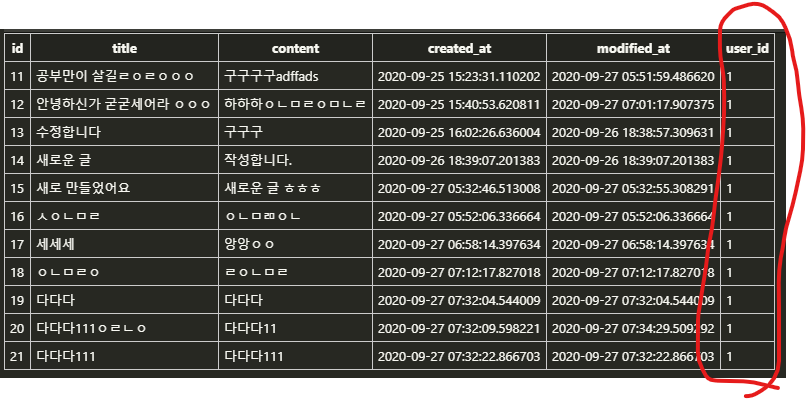 id title content created_at modified_at user_id
11 공부만이 살길ㄹㅇㄹㅇㅇㅇ 구구구구adffads 2020-09-25 15:23:31.110202 2020-09-27 05:51:59.486620 1
12 안녕하신가 굳굳세어라 ㅇㅇㅇ 하하하ㅇㄴㅁㄹㅇㅁㄴㄹ 2020-09-25 15:40:53.620811 2020-09-27 07:01:17.907375 1
13 수정합니다 구구구 2020-09-25 16:02:26.636004 2020-09-26 18:38:57.309631 1
14 새로운 글 작성합니다. 2020-09-26 18:39:07.201383 2020-09-26 18:39:07.201383 1
15 새로 만들었어요 새로운 글 ㅎㅎㅎ 2020-09-27 05:32:46.513008 2020-09-27 05:32:55.308291 1
16 ㅅㅇㄴㅁㄹ ㅇㄴㅁㄻㅇㄴ 2020-09-27 05:52:06.336664 2020-09-27 05:52:06.336664 1
17 세세세 앙앙ㅇㅇ 2020-09-27 06:58:14.397634 2020-09-27 06:58:14.397634 1
18 ㅇㄴㅁㄹㅇ ㄹㅇㄴㅁㄹ 2020-09-27 07:12:17.827018 2020-09-27 07:12:17.827018 1
19 다다다 다다다 2020-09-27 07:32:04.544009 2020-09-27 07:32:04.544009 1
20 다다다111ㅇㄹㄴㅇ 다다다11 2020-09-27 07:32:09.598221 2020-09-27 07:34:29.509292 1
21 다다다111 다다다111 2020-09-27 07:32:22.866703 2020-09-27 07:32:22.866703 1